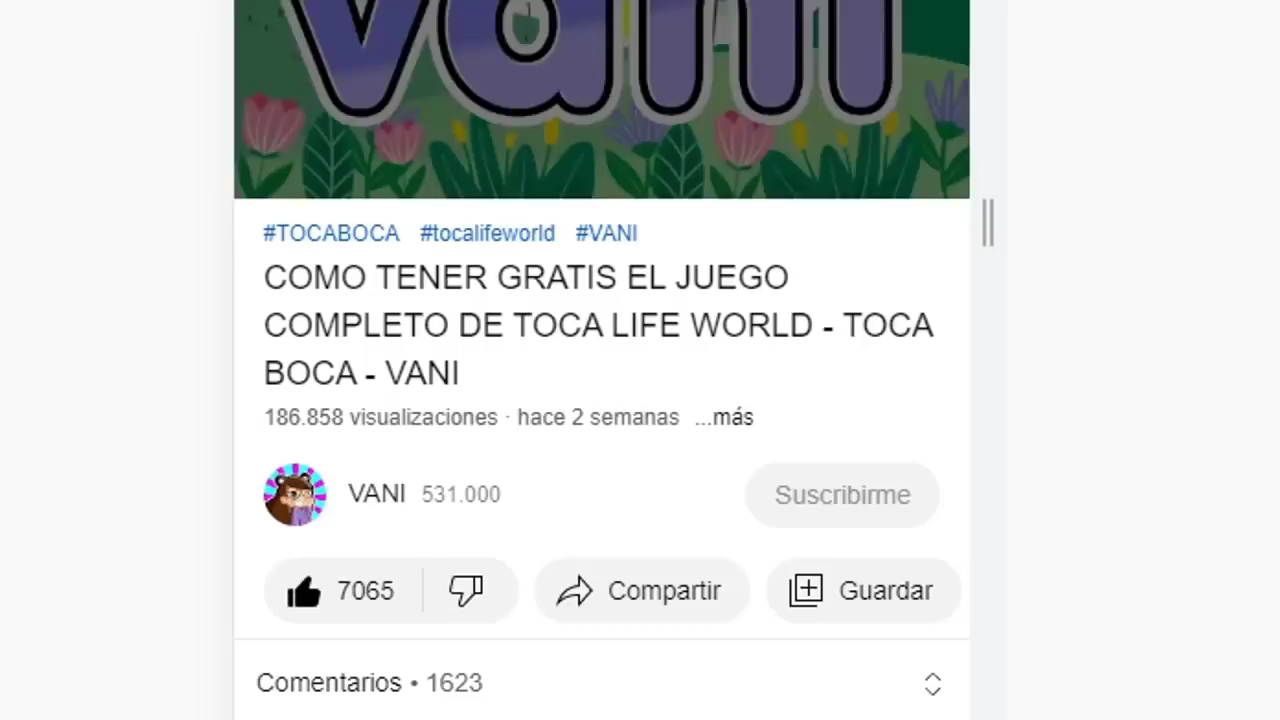 vani
#TOCABOCA #tocalifeworld #VANI
COMO TENER GRATIS EL JUEGO
COMPLETO DE TOCA LIFE WORLD - TOCA
BOCA - VANI
186.858 visualizaciones · hace 2 semanas ...más
VANI 531.000 Suscribirme
7065 Compartir Guardar
Comentarios • 1623